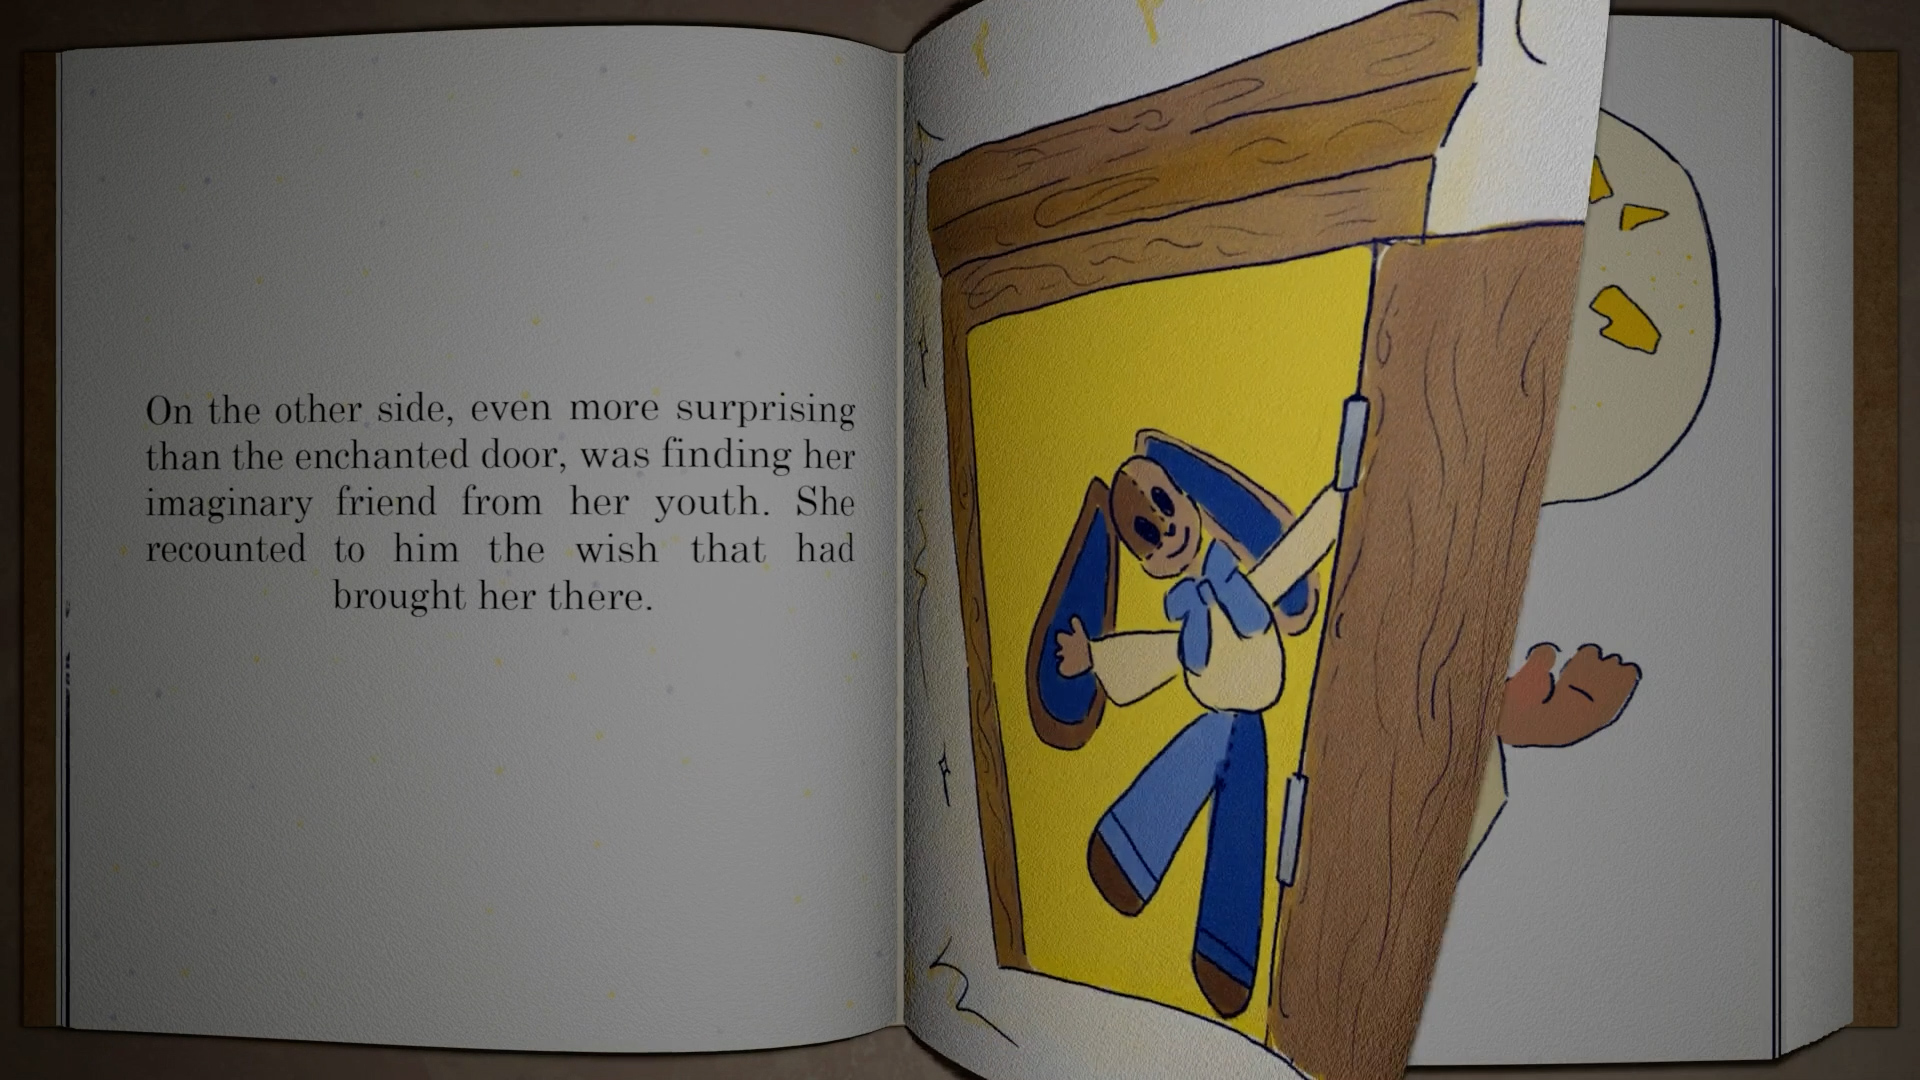 On the other side, even more surprising
than the enchanted door, was finding her
imaginary friend from her youth. She
recounted to him the wish that had
brought her there.